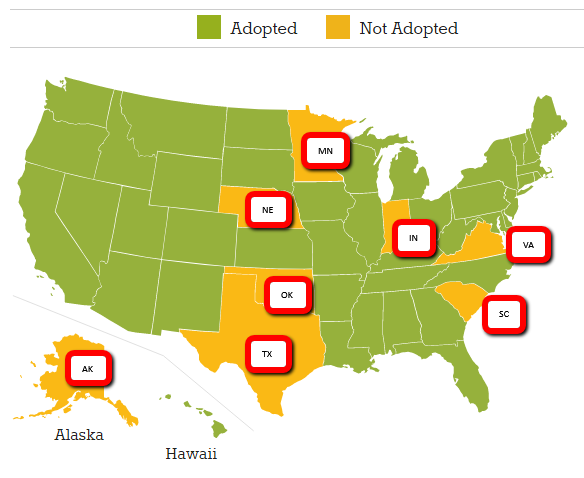 Adopted
Not Adopted
MN
NE
IN
VA
OK
SC
TX
AK
Alaska
Hawaii